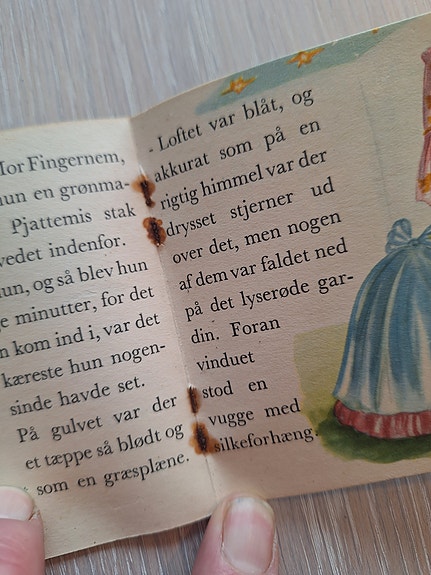 Mor Fingernem,
hun en grønma-
Pjattemis stak
vedet indenfor.
un, og så blev hun
e minutter, for det
n kom ind i, var det
kæreste hun nogen-
sinde havde set.
På gulvet var der
et tæppe så blødt og
som en græsplæne.
- Loftet var blåt, og
akkurat som på en
rigtig himmel var der
drysset stjerner ud
over det, men nogen
af dem var faldet ned
på det lyserøde gar-
din. Foran
vinduet
stod en
vugge med
silkeforhæng.